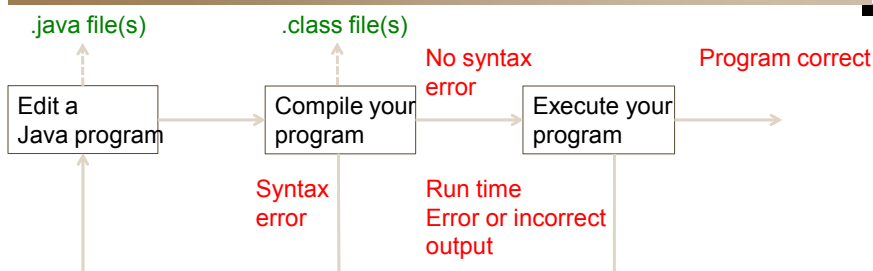 .java file(s)
.class file(s)
No syntax
error
Program correct
Edit a
Java program
Compile your
program
Execute your
program
Syntax
error
Run time
Error or incorrect
output